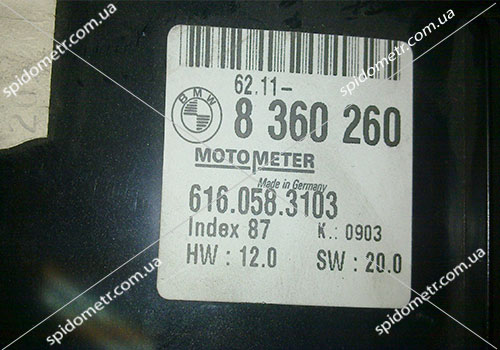 62.11-
BMW
8 360 260
MOTOMETER
Made in Germany
616.058.3103
Index 87 K.: 0903
HW : 12.0 SW : 20.0
spidometr.com.ua
spidometr.com.ua
spidometr.com.ua
spidometr.com.ua
spidometr.com.ua
spidometr.com.ua